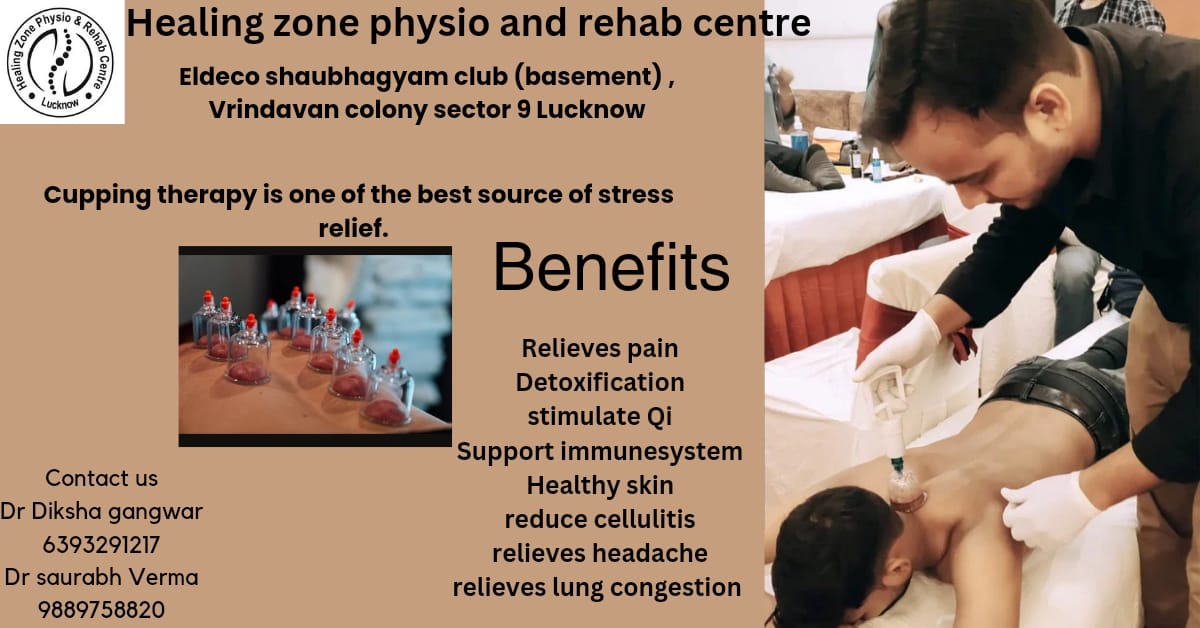 Healing Zone Physio & Rehab Centre
Lucknow
Healing zone physio and rehab centre
Eldeco shaubhagyam club (basement) ,
Vrindavan colony sector 9 Lucknow
Cupping therapy is one of the best source of stress
relief.
Benefits
Relieves pain
Detoxification
stimulate Qi
Support immunesystem
Healthy skin
reduce cellulitis
relieves headache
relieves lung congestion
Contact us
Dr Diksha gangwar
6393291217
Dr saurabh Verma
9889758820